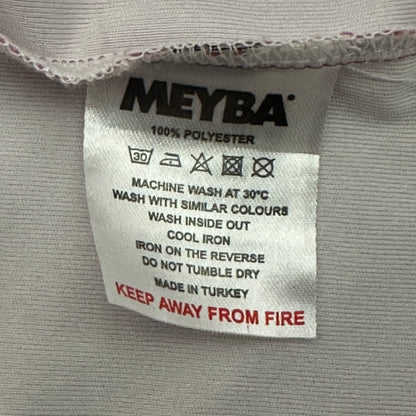 MEYBA
100% POLYESTER
30
MACHINE WASH AT 30°C
WASH WITH SIMILAR COLOURS
WASH INSIDE OUT
COOL IRON
IRON ON THE REVERSE
DO NOT TUMBLE DRY
MADE IN TURKEY
KEEP AWAY FROM FIRE